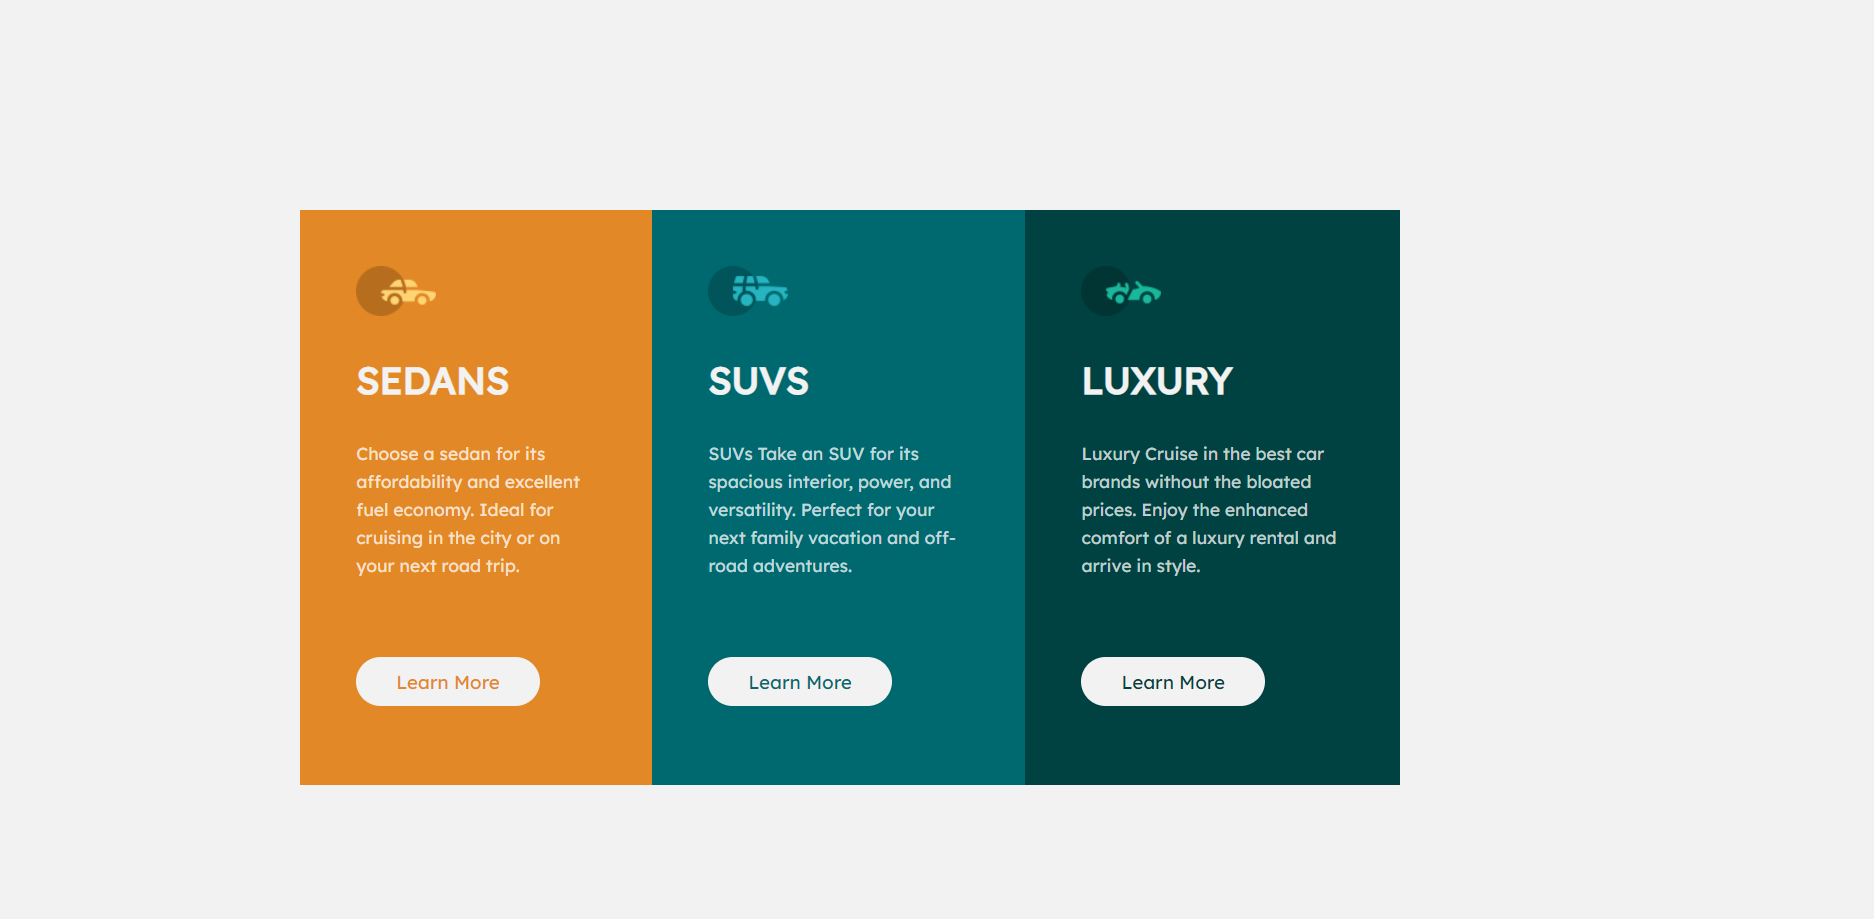 SEDANS
Choose a sedan for its
affordability and excellent
fuel economy. Ideal for
cruising in the city or on
your next road trip.
Learn More
SUVS
SUVs Take an SUV for its
spacious interior, power, and
versatility. Perfect for your
next family vacation and off-
road adventures.
Learn More
LUXURY
Luxury Cruise in the best car
brands without the bloated
prices. Enjoy the enhanced
comfort of a luxury rental and
arrive in style.
Learn More